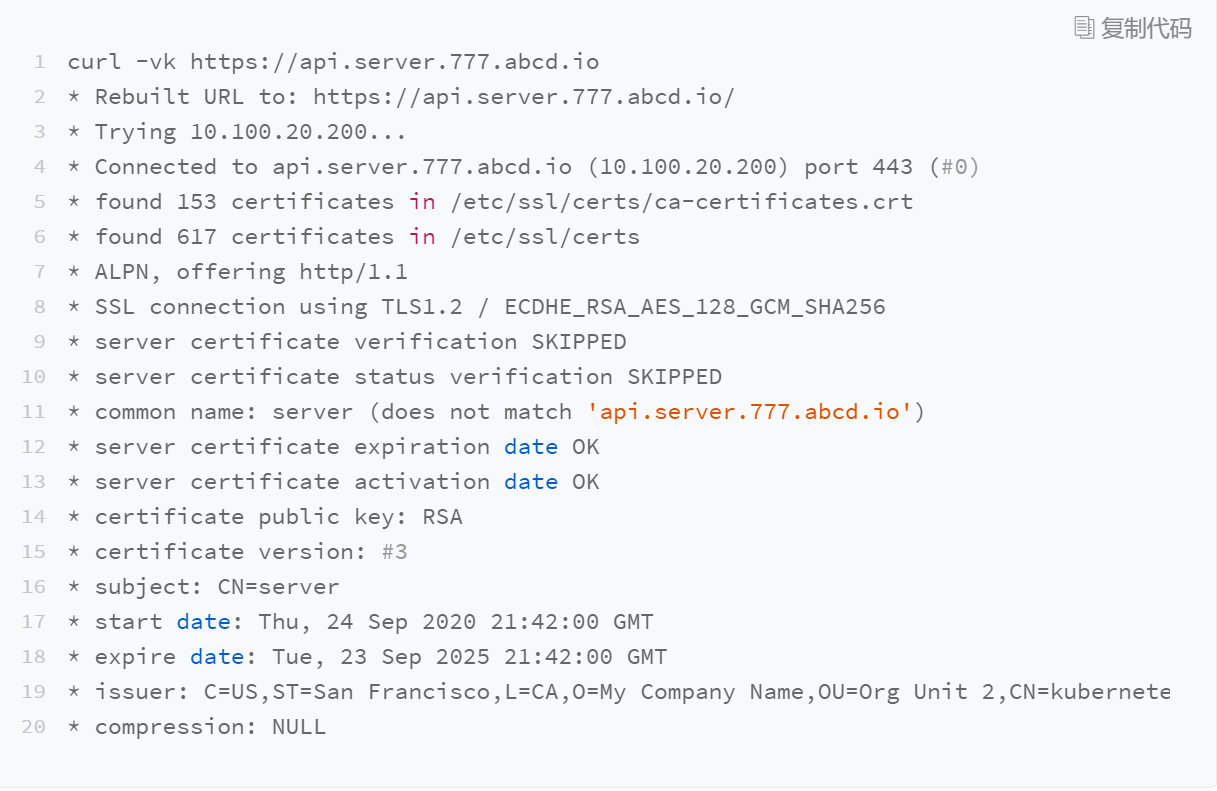 复制代码
1 curl -vk https://api.server.777.abcd.io
2 * Rebuilt URL to: https://api.server.777.abcd.io/
3 * Trying 10.100.20.200...
4 * Connected to api.server.777.abcd.io (10.100.20.200) port 443 (#0)
5 * found 153 certificates in /etc/ssl/certs/ca-certificates.crt
6 * found 617 certificates in /etc/ssl/certs
7 * ALPN, offering http/1.1
8 * SSL connection using TLS1.2 / ECDHE_RSA_AES_128_GCM_SHA256
9 * server certificate verification SKIPPED
10 * server certificate status verification SKIPPED
11 * common name: server (does not match 'api.server.777.abcd.io')
12 * server certificate expiration date OK
13 * server certificate activation date OK
14 * certificate public key: RSA
15 * certificate version: #3
16 * subject: CN=server
17 * start date: Thu, 24 Sep 2020 21:42:00 GMT
18 * expire date: Tue, 23 Sep 2025 21:42:00 GMT
19 * issuer: C=US,ST=San Francisco,L=CA,O=My Company Name,OU=Org Unit 2,CN=kubernete
20 * compression: NULL